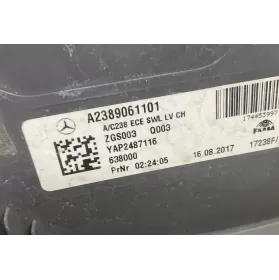 A2389061101
A/C238 ECE SWL LV CH
ZGS003 Q003
YAP2487116
638000
PrNr 02:24:05
16.08.2017
17238F/